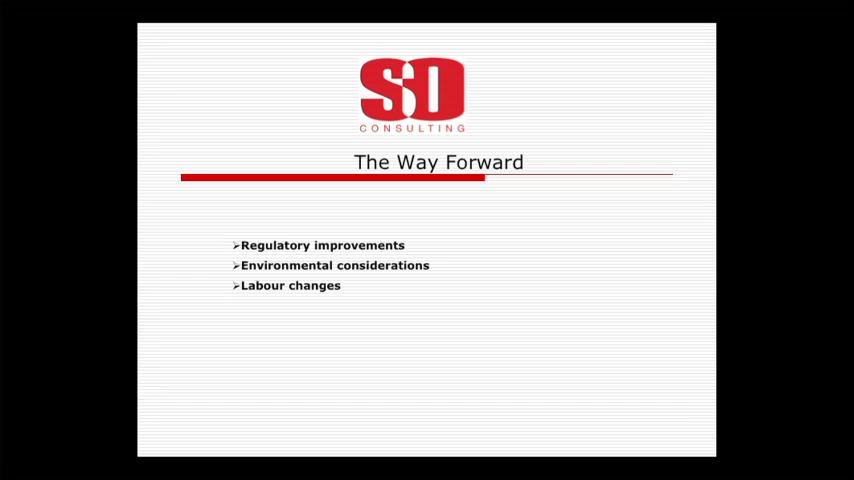 SD
CONSULTING
The Way Forward
➢Regulatory improvements
➢Environmental considerations
➢Labour changes